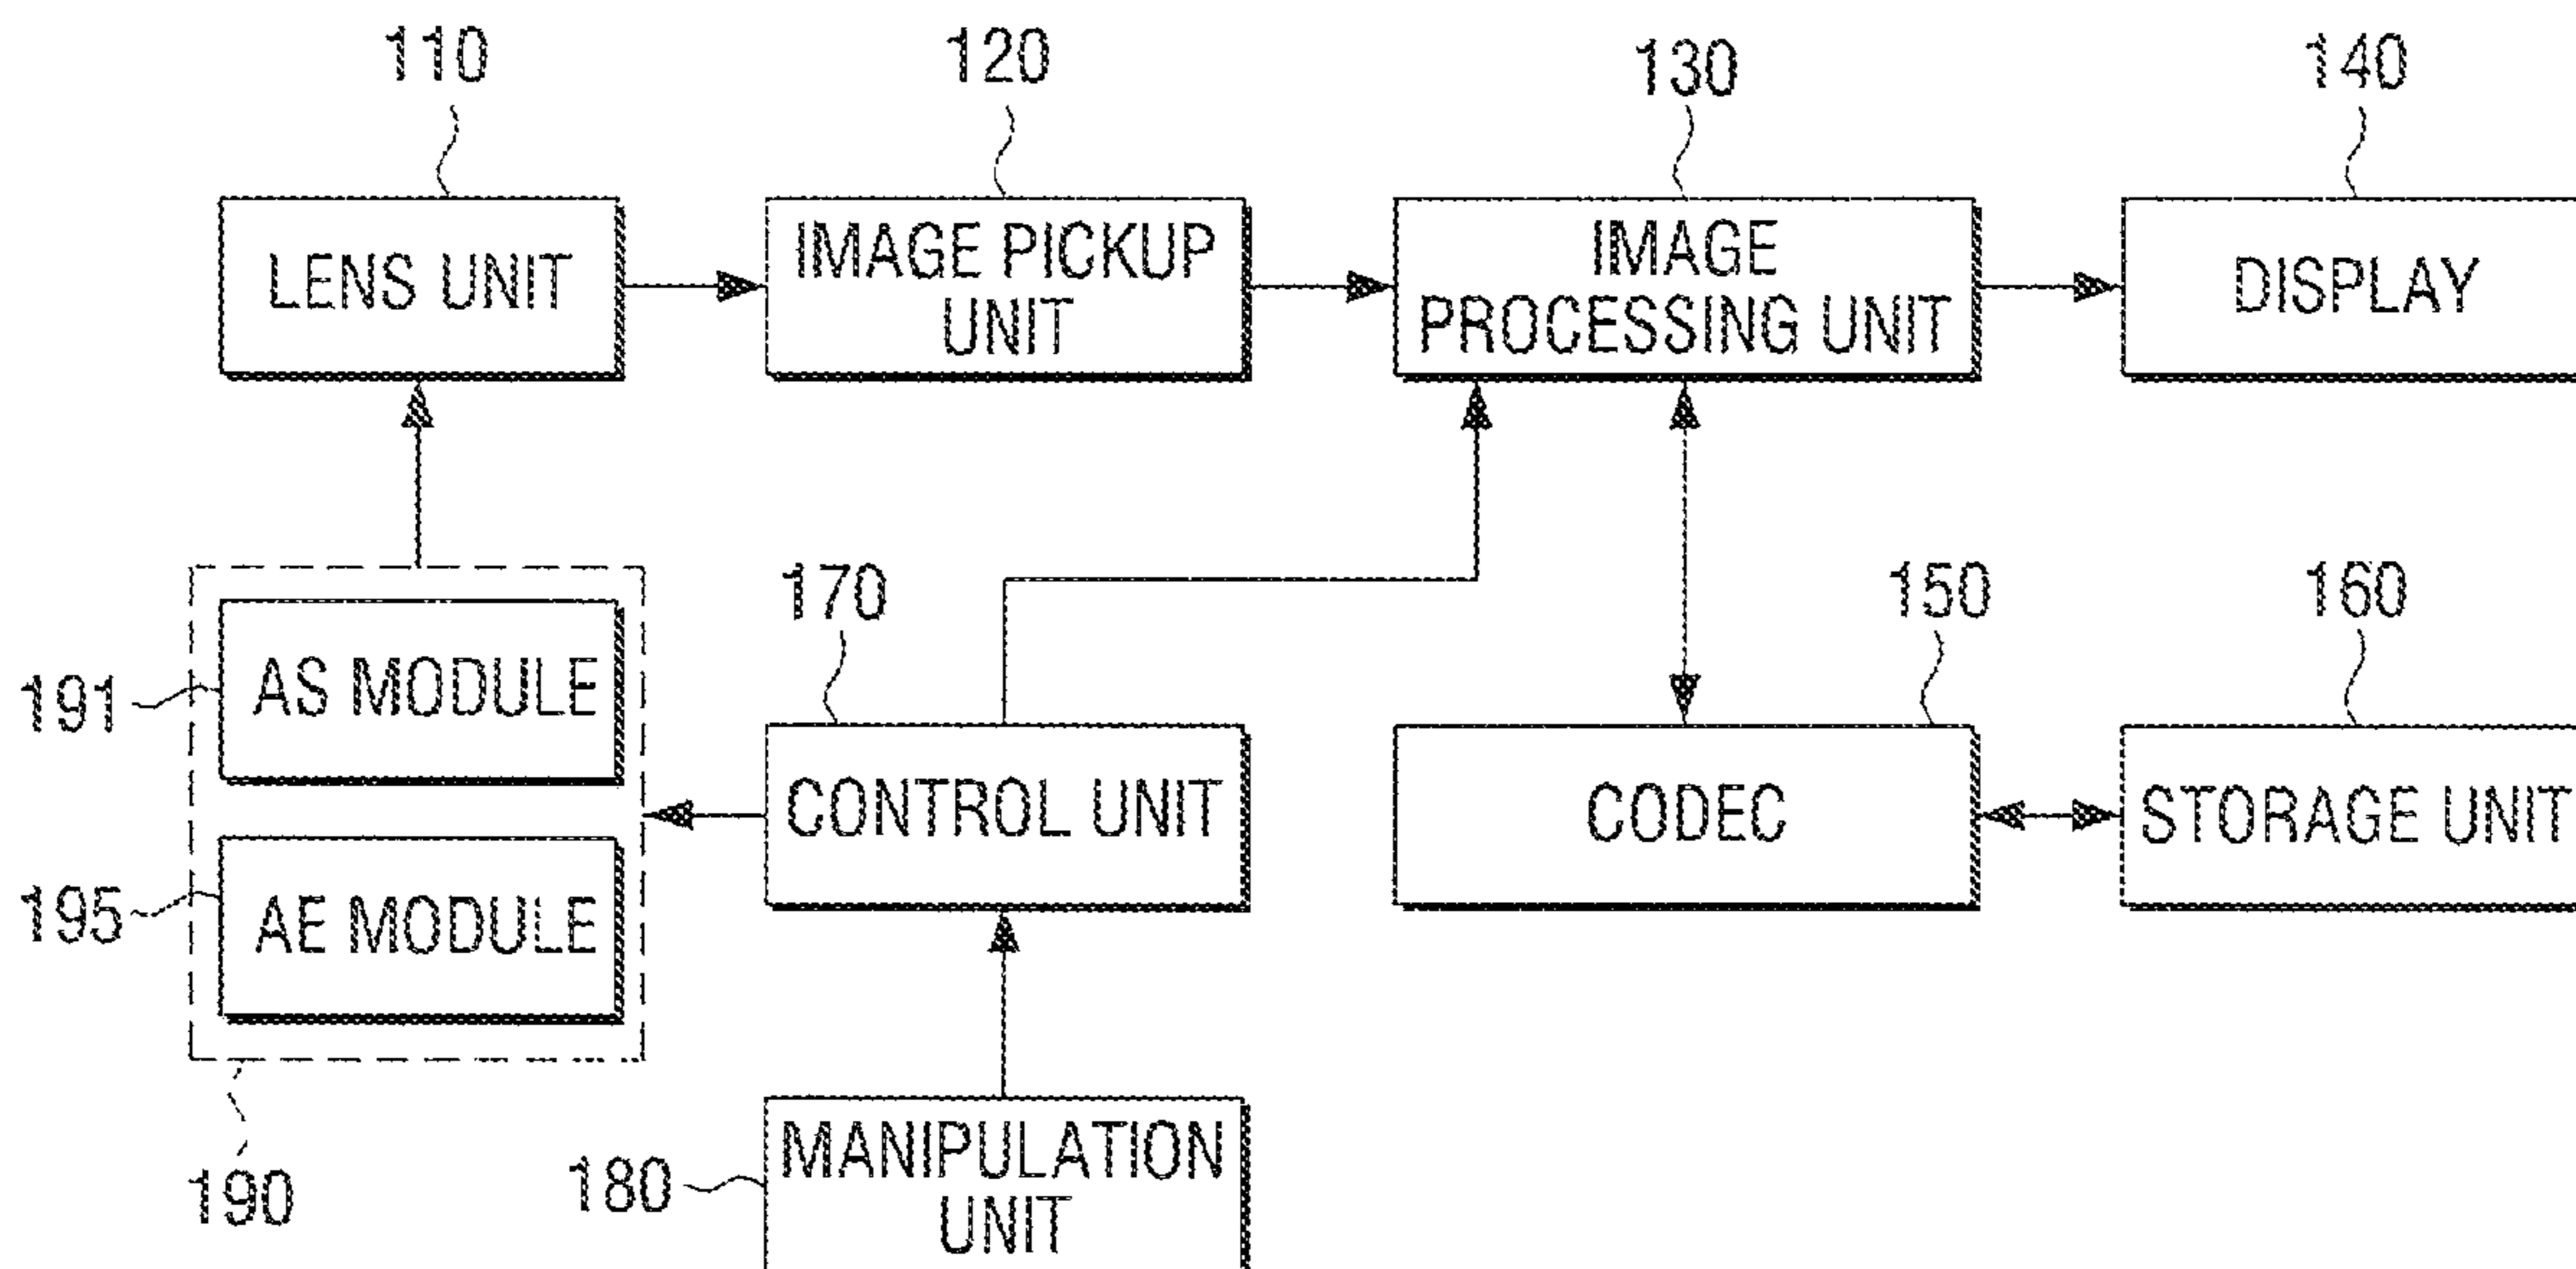 110
120
130
140
LENS UNIT
IMAGE PICKUP
UNIT
IMAGE
PROCESSING UNIT
DISPLAY
170
150
160
191
AS MODULE
CONTROL UNIT
CODEC
STORAGE UNIT
195
AE MODULE
190
180
MANIPULATION
UNIT